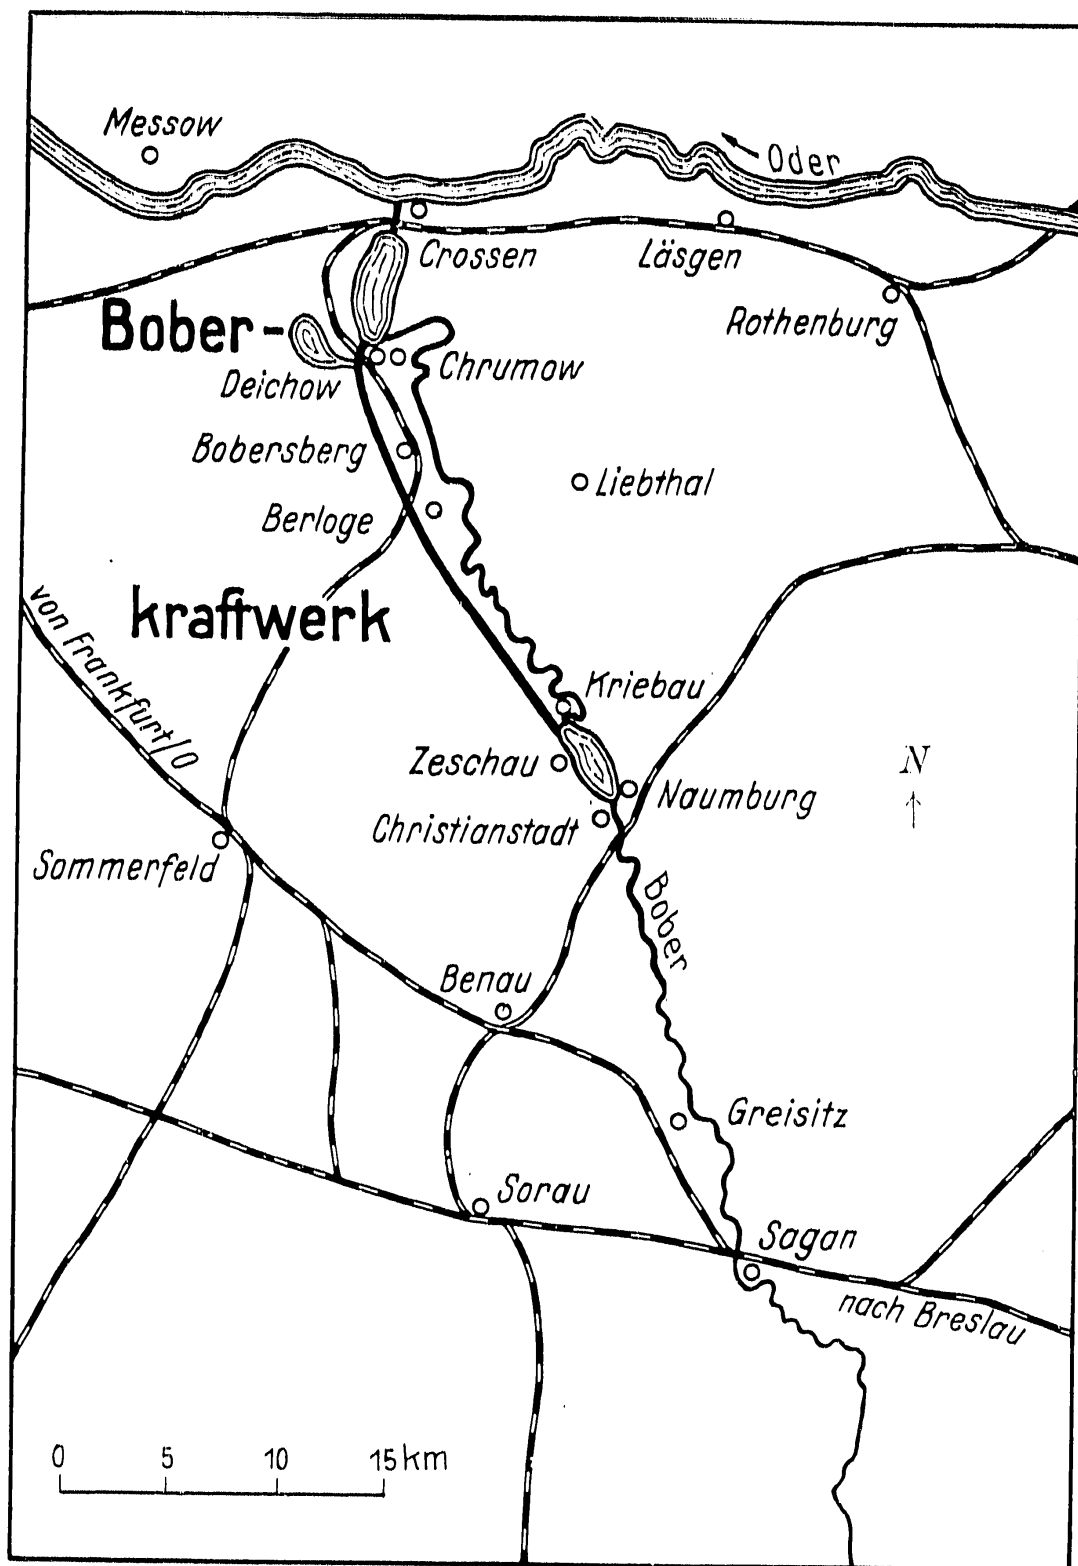 Messow
Oder
Crossen
Läsgen
Rothenburg
Bober-
Chrumow
Deichow
Bobersberg
Liebthal
Berloge
kraftwerk
von Frankfurt/O
Kriebau
Zeschau
N
Naumburg
Christianstadt
Sommerfeld
Bober
Benau
Greisitz
Sorau
Sagan
nach Breslau
0 5 10 15 km